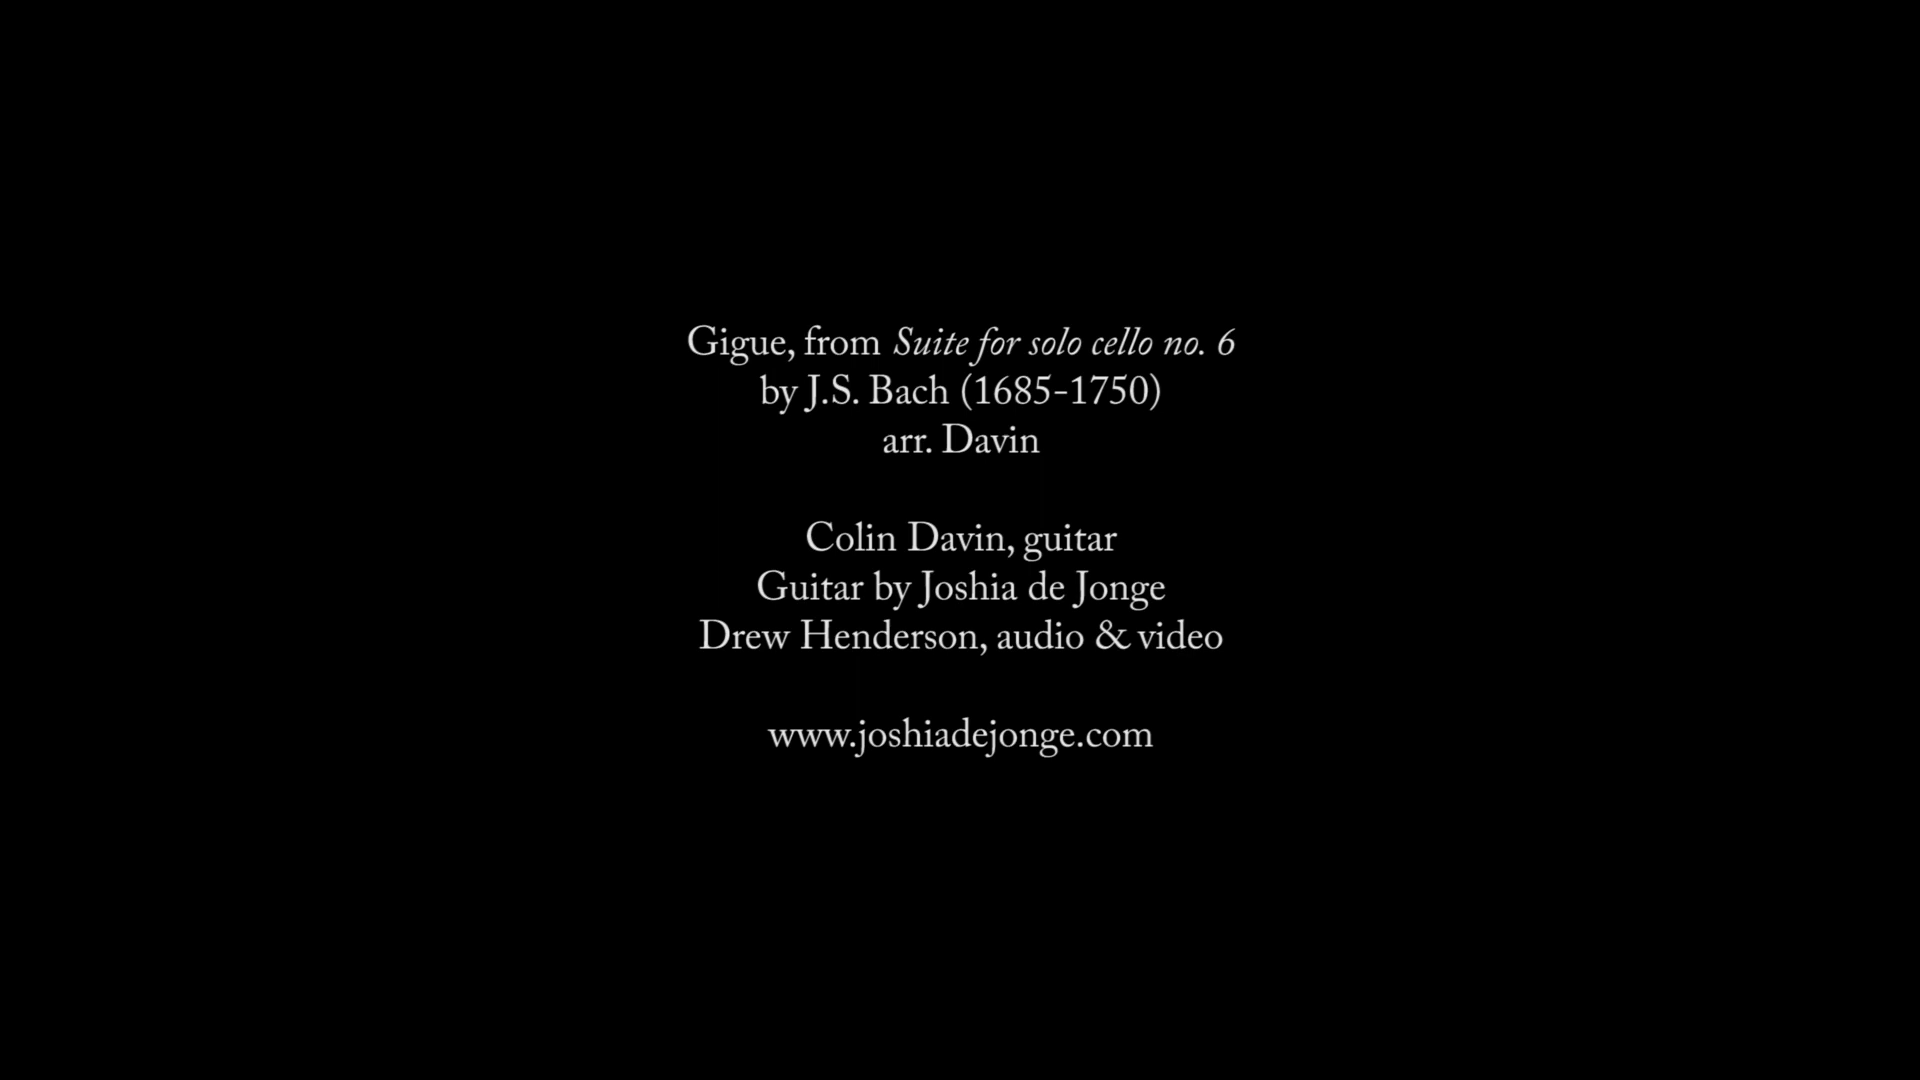 Gigue, from Suite for solo cello no. 6
by J.S. Bach (1685-1750)
arr. Davin
Colin Davin, guitar
Guitar by Joshia de Jonge
Drew Henderson, audio & video
www.joshiadejonge.com